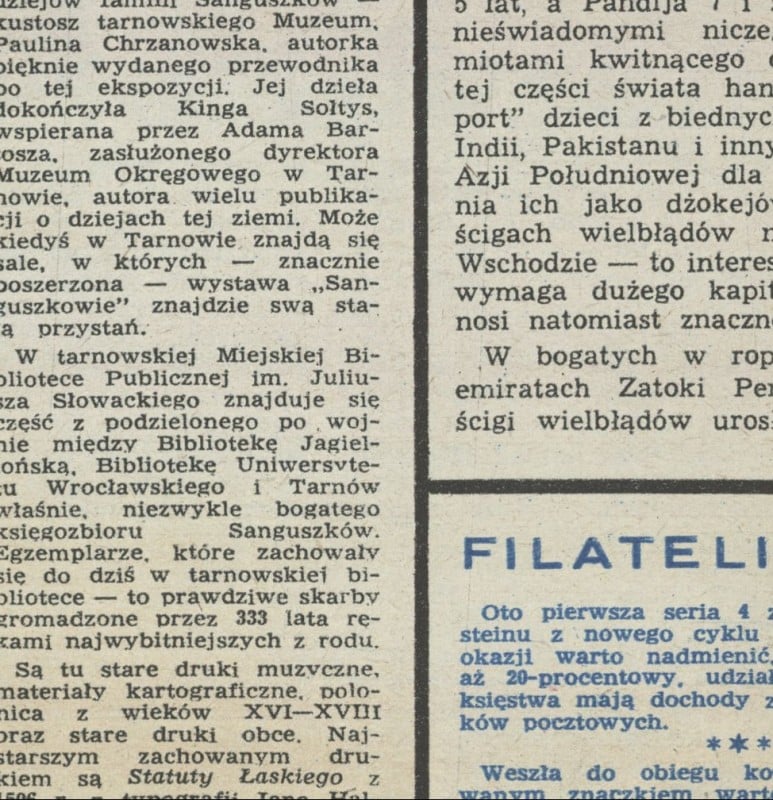 dziejów familii Sanguszków —
kustosz tarnowskiego Muzeum,
Paulina Chrzanowska, autorka
pięknie wydanego przewodnika
po tej ekspozycji. Jej dzieła
dokończyła Kinga Sołtys,
wspierana przez Adama Bar-
tosza, zasłużonego dyrektora
Muzeum Okręgowego w Tar-
nowie, autora wielu publika-
cji o dziejach tej ziemi. Może
kiedyś w Tarnowie znajdą się
sale, w których — znacznie
poszerzona — wystawa „San-
guszkowie” znajdzie swą sta-
łą przystań.
W tarnowskiej Miejskiej Bi-
bliotece Publicznej im. Juliu-
sza Słowackiego znajduje się
część z podzielonego po woj-
nie między Bibliotekę Jagiel-
lońską, Bibliotekę Uniwersyte-
tu Wrocławskiego i Tarnów
właśnie, niezwykle bogatego
księgozbioru Sanguszków.
Egzemplarze, które zachowały
się do dziś w tarnowskiej bi-
bliotece — to prawdziwe skarby
gromadzone przez 333 lata rę-
kami najwybitniejszych z rodu.
Są tu stare druki muzyczne,
materiały kartograficzne, polo-
nica z wieków XVI—XVIII
oraz stare druki obce. Naj-
starszym zachowanym dru-
kiem są Statuty Łaskiego z
1506 r. z typografii Jana Hal-
5 lat, a Pandija 7 i
nieświadomymi nicze
miotami kwitnącego
tej części świata han
port” dzieci z biednyc
Indii, Pakistanu i inny
Azji Południowej dla
nia ich jako dżokejów
ścigach wielbłądów n
Wschodzie — to interes
wymaga dużego kapit
nosi natomiast znaczn
W bogatych w rop
emiratach Zatoki Per
ścigi wielbłądów uros
FILATELI
Oto pierwsza seria 4 z
steinu z nowego cyklu
okazji warto nadmienić,
aż 20-procentowy, udział
księstwa mają dochody z
ków pocztowych.
* * *
Weszła do obiegu ko
wanym znaczkiem warto